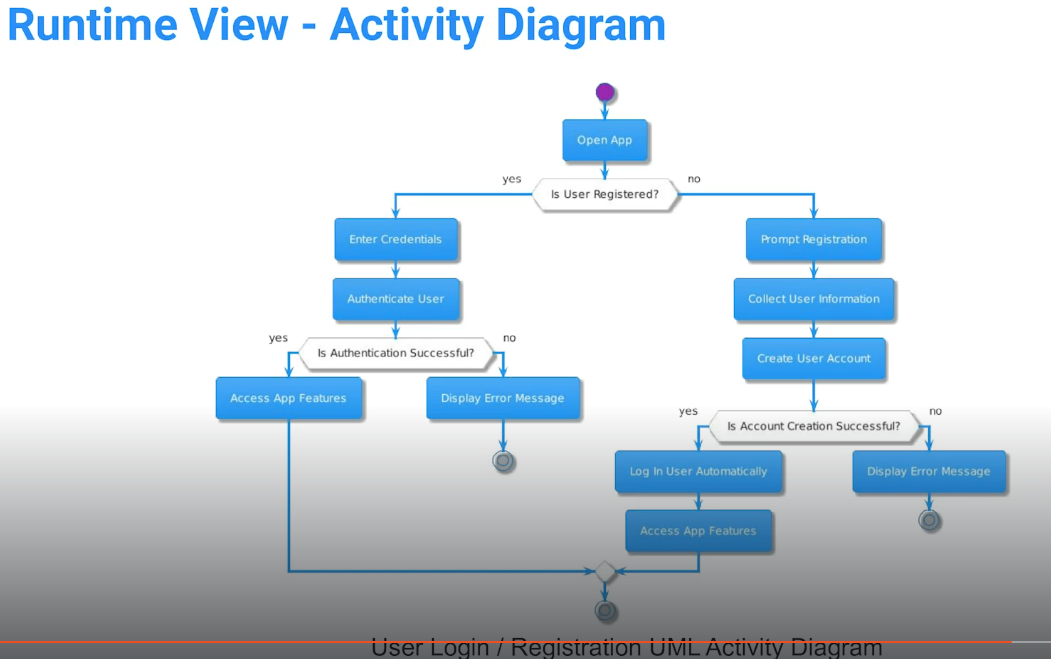 Runtime View - Activity Diagram
Open App
yes
Is User Registered?
no
Enter Credentials
Prompt Registration
Authenticate User
Collect User Information
yes
Is Authentication Successful?
no
Create User Account
Access App Features
Display Error Message
yes
Is Account Creation Successful?
no
Log In User Automatically
Display Error Message
Access App Features
User Login / Registration UML Activity Diagram